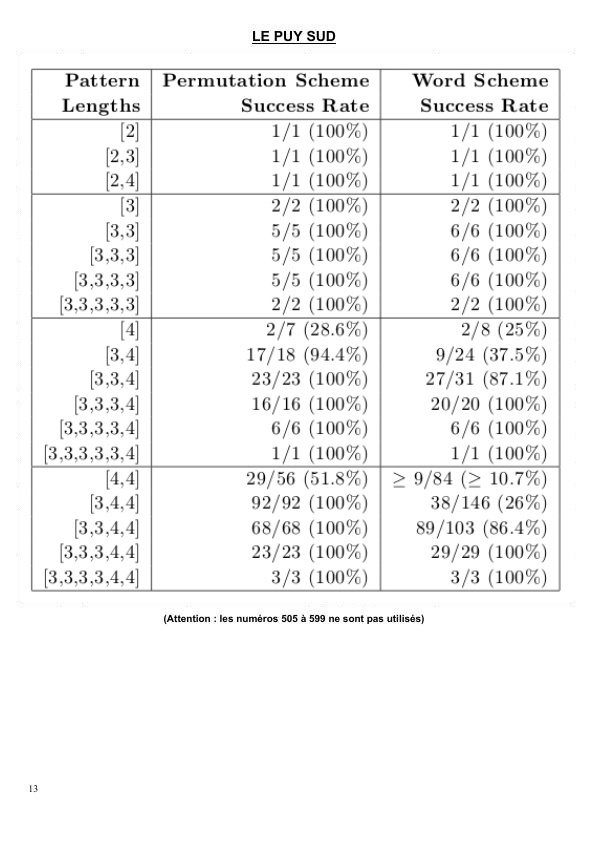 LE PUY SUD
Pattern Permutation Scheme Word Scheme
Lengths Success Rate Success Rate
[2] 1/1 (100%) 1/1 (100%)
[2,3] 1/1 (100%) 1/1 (100%)
[2,4] 1/1 (100%) 1/1 (100%)
[3] 2/2 (100%) 2/2 (100%)
[3,3] 5/5 (100%) 6/6 (100%)
[3,3,3] 5/5 (100%) 6/6 (100%)
[3,3,3,3] 5/5 (100%) 6/6 (100%)
[3,3,3,3,3] 2/2 (100%) 2/2 (100%)
[4] 2/7 (28.6%) 2/8 (25%)
[3,4] 17/18 (94.4%) 9/24 (37.5%)
[3,3,4] 23/23 (100%) 27/31 (87.1%)
[3,3,3,4] 16/16 (100%) 20/20 (100%)
[3,3,3,3,4] 6/6 (100%) 6/6 (100%)
[3,3,3,3,3,4] 1/1 (100%) 1/1 (100%)
[4,4] 29/56 (51.8%) ≥ 9/84 (≥ 10.7%)
[3,4,4] 92/92 (100%) 38/146 (26%)
[3,3,4,4] 68/68 (100%) 89/103 (86.4%)
[3,3,3,4,4] 23/23 (100%) 29/29 (100%)
[3,3,3,3,4,4] 3/3 (100%) 3/3 (100%)
(Attention : les numéros 505 à 599 ne sont pas utilisés)
13